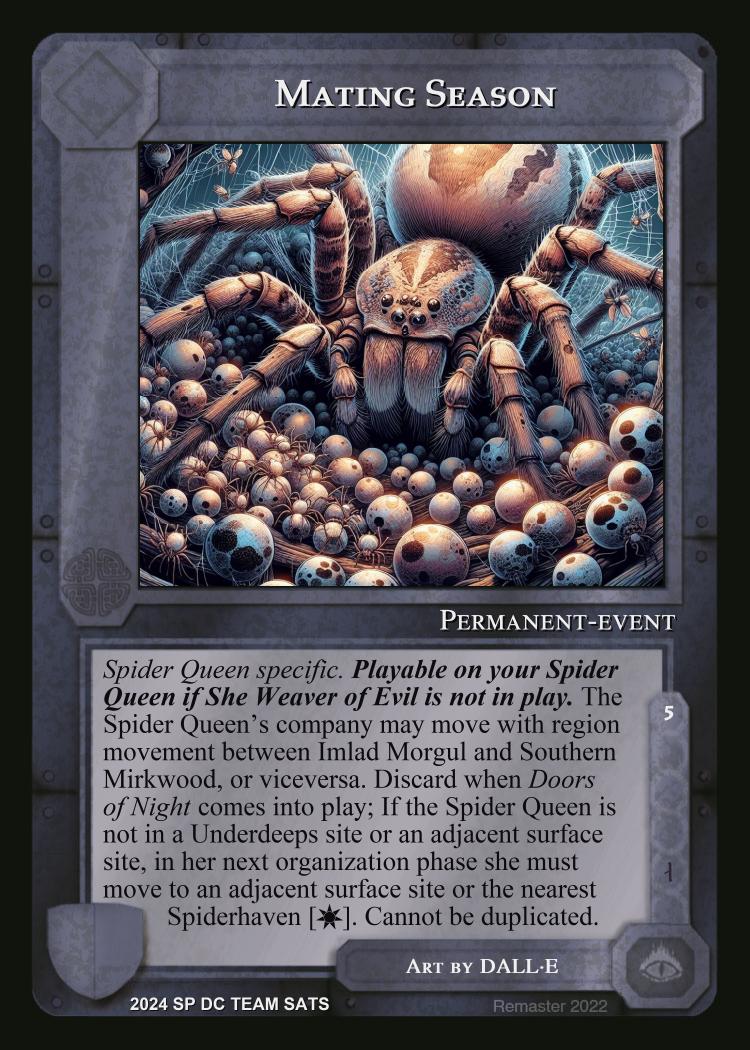 Mating Season
Permanent-event
Spider Queen specific. Playable on your Spider
Queen if She Weaver of Evil is not in play. The
Spider Queen's company may move with region
movement between Imlad Morgul and Southern
Mirkwood, or viceversa. Discard when Doors
of Night comes into play; If the Spider Queen is
not in a Underdeeps site or an adjacent surface
site, in her next organization phase she must
move to an adjacent surface site or the nearest
Spiderhaven [☀]. Cannot be duplicated.
5
Art by DALL·E
2024 SP DC TEAM SATS
Remaster 2022